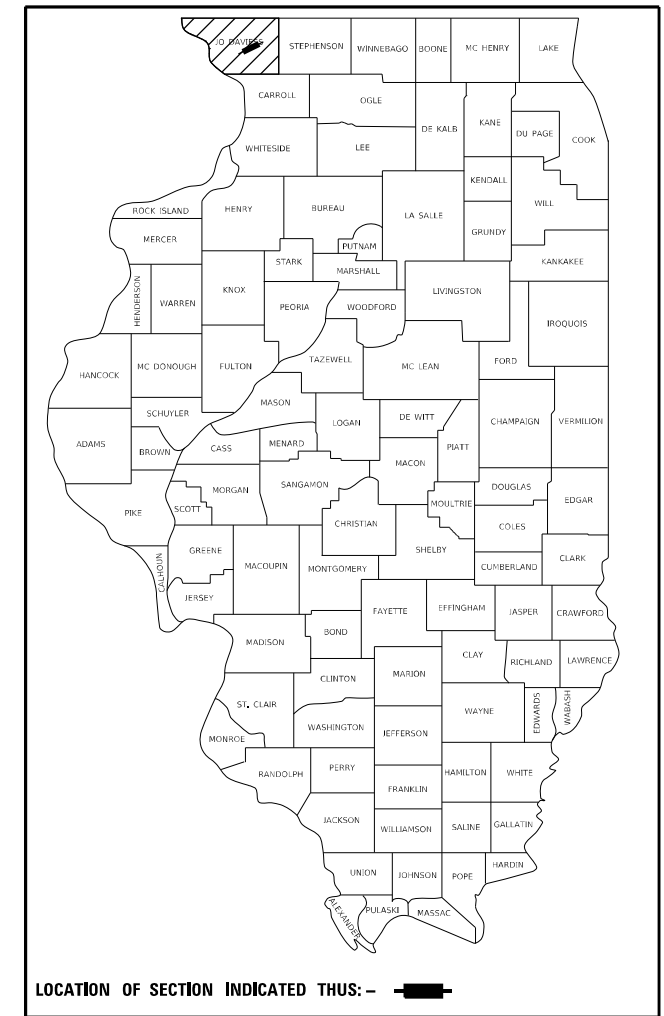 JO DAVIESS STEPHENSON WINNEBAGO BOONE MC HENRY LAKE
CARROLL OGLE
DE KALB KANE DU PAGE COOK
WHITESIDE LEE
KENDALL
ROCK ISLAND HENRY BUREAU LA SALLE WILL
MERCER PUTNAM GRUNDY
STARK MARSHALL KANKAKEE
HENDERSON WARREN KNOX PEORIA WOODFORD LIVINGSTON
IROQUOIS
HANCOCK MC DONOUGH FULTON TAZEWELL MC LEAN FORD
MASON
SCHUYLER LOGAN DE WITT CHAMPAIGN VERMILION
ADAMS BROWN CASS MENARD PIATT
MACON
MORGAN SANGAMON DOUGLAS
PIKE SCOTT CHRISTIAN MOULTRIE EDGAR
COLES
GREENE SHELBY
CALHOUN MACOUPIN MONTGOMERY CUMBERLAND CLARK
JERSEY
FAYETTE EFFINGHAM JASPER CRAWFORD
MADISON BOND
CLAY RICHLAND LAWRENCE
CLINTON MARION
ST. CLAIR WAYNE EDWARDS WABASH
WASHINGTON JEFFERSON
MONROE
RANDOLPH PERRY HAMILTON WHITE
FRANKLIN
JACKSON WILLIAMSON SALINE GALLATIN
UNION JOHNSON POPE HARDIN
ALEXANDER PULASKI MASSAC
LOCATION OF SECTION INDICATED THUS: –